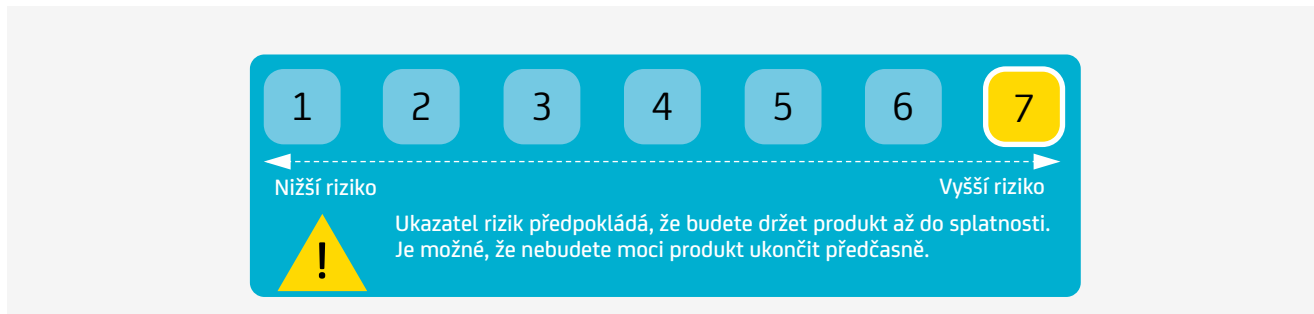 1 2 3 4 5 6 7
Nižší riziko Vyšší riziko
Ukazatel rizik předpokládá, že budete držet produkt až do splatnosti.
! Je možné, že nebudete moci produkt ukončit předčasně.